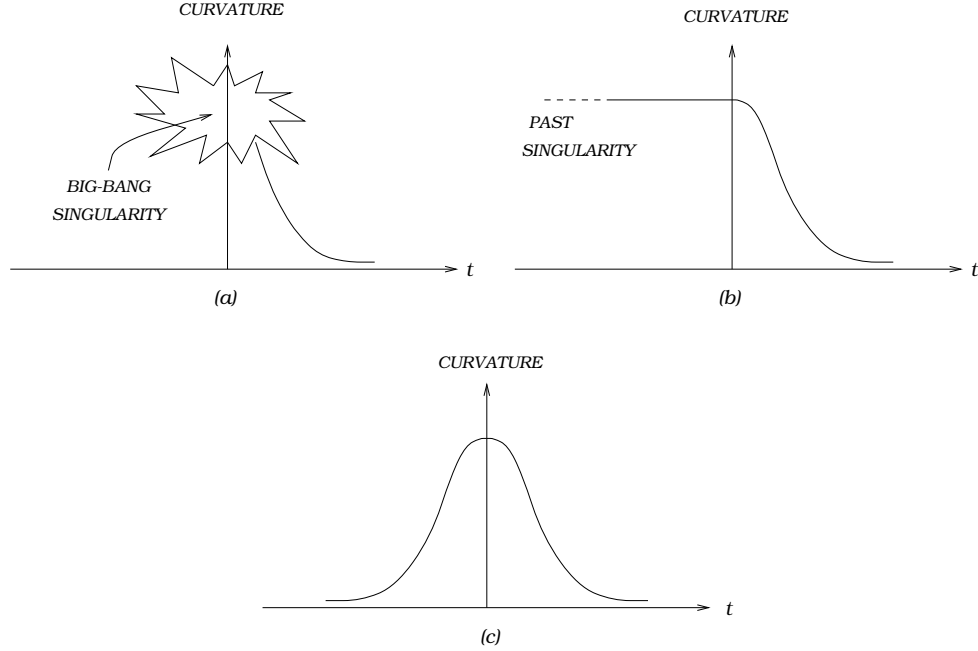 CURVATURE
BIG-BANG
SINGULARITY
t
(a)
CURVATURE
PAST
SINGULARITY
t
(b)
CURVATURE
t
(c)